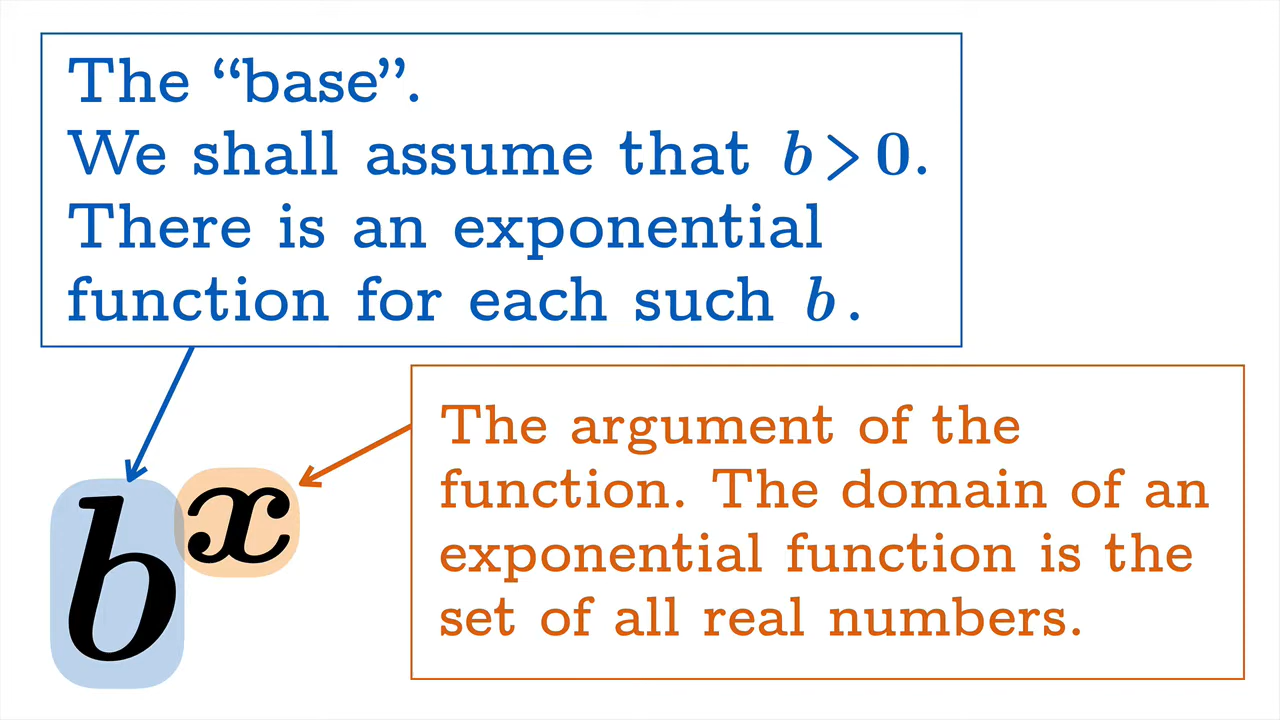 The “base”.
We shall assume that b > 0.
There is an exponential
function for each such b.
The argument of the
function. The domain of an
exponential function is the
set of all real numbers.
bˣ